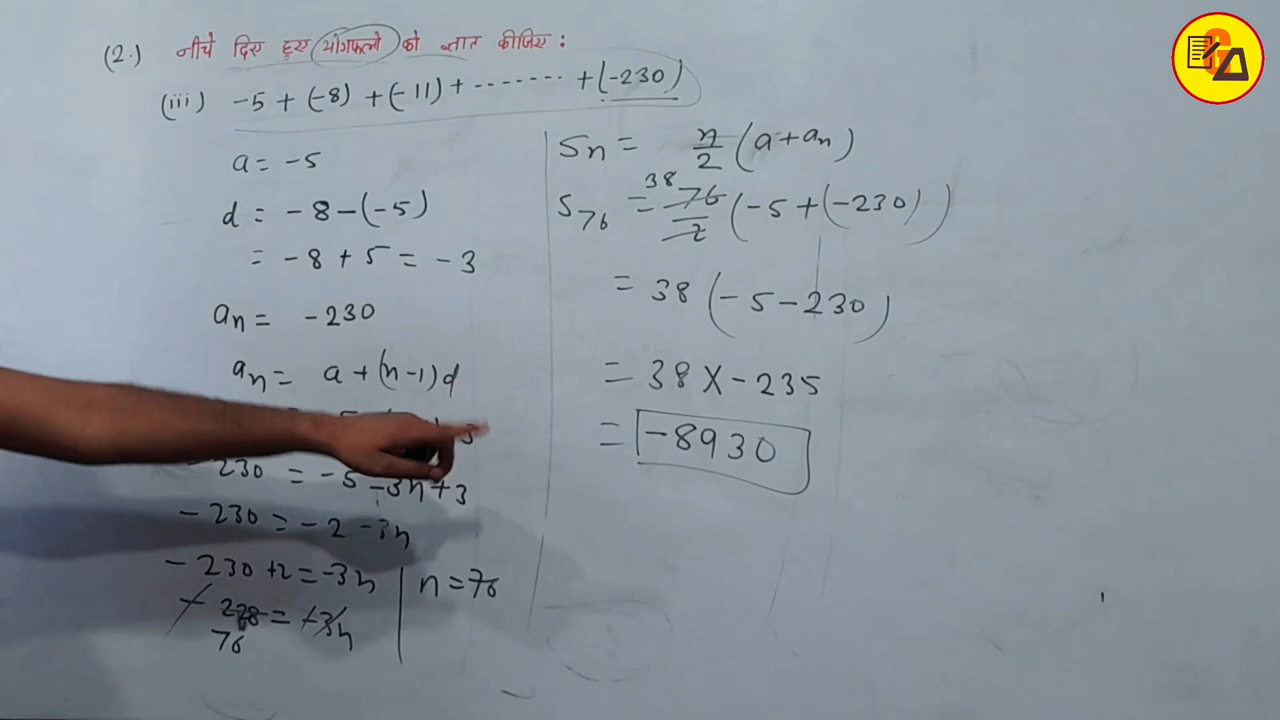 (2.) नीचे दिए हुए योगफलो को ज्ञात कीजिए :
(iii) -5 + (-8) + (-11) + ------- + (-230)
a = -5
d = -8 - (-5)
= -8 + 5 = -3
an = -230
an = a + (n-1)d
-230 = -5 -3n + 3
-230 = -2 -3n
-230 +2 = -3n
-228 = -3n
76
n = 76
Sn = n/2 (a + an)
S76 = 38 76/2 (-5 + (-230))
= 38 (-5 - 230)
= 38 X - 235
= -8930